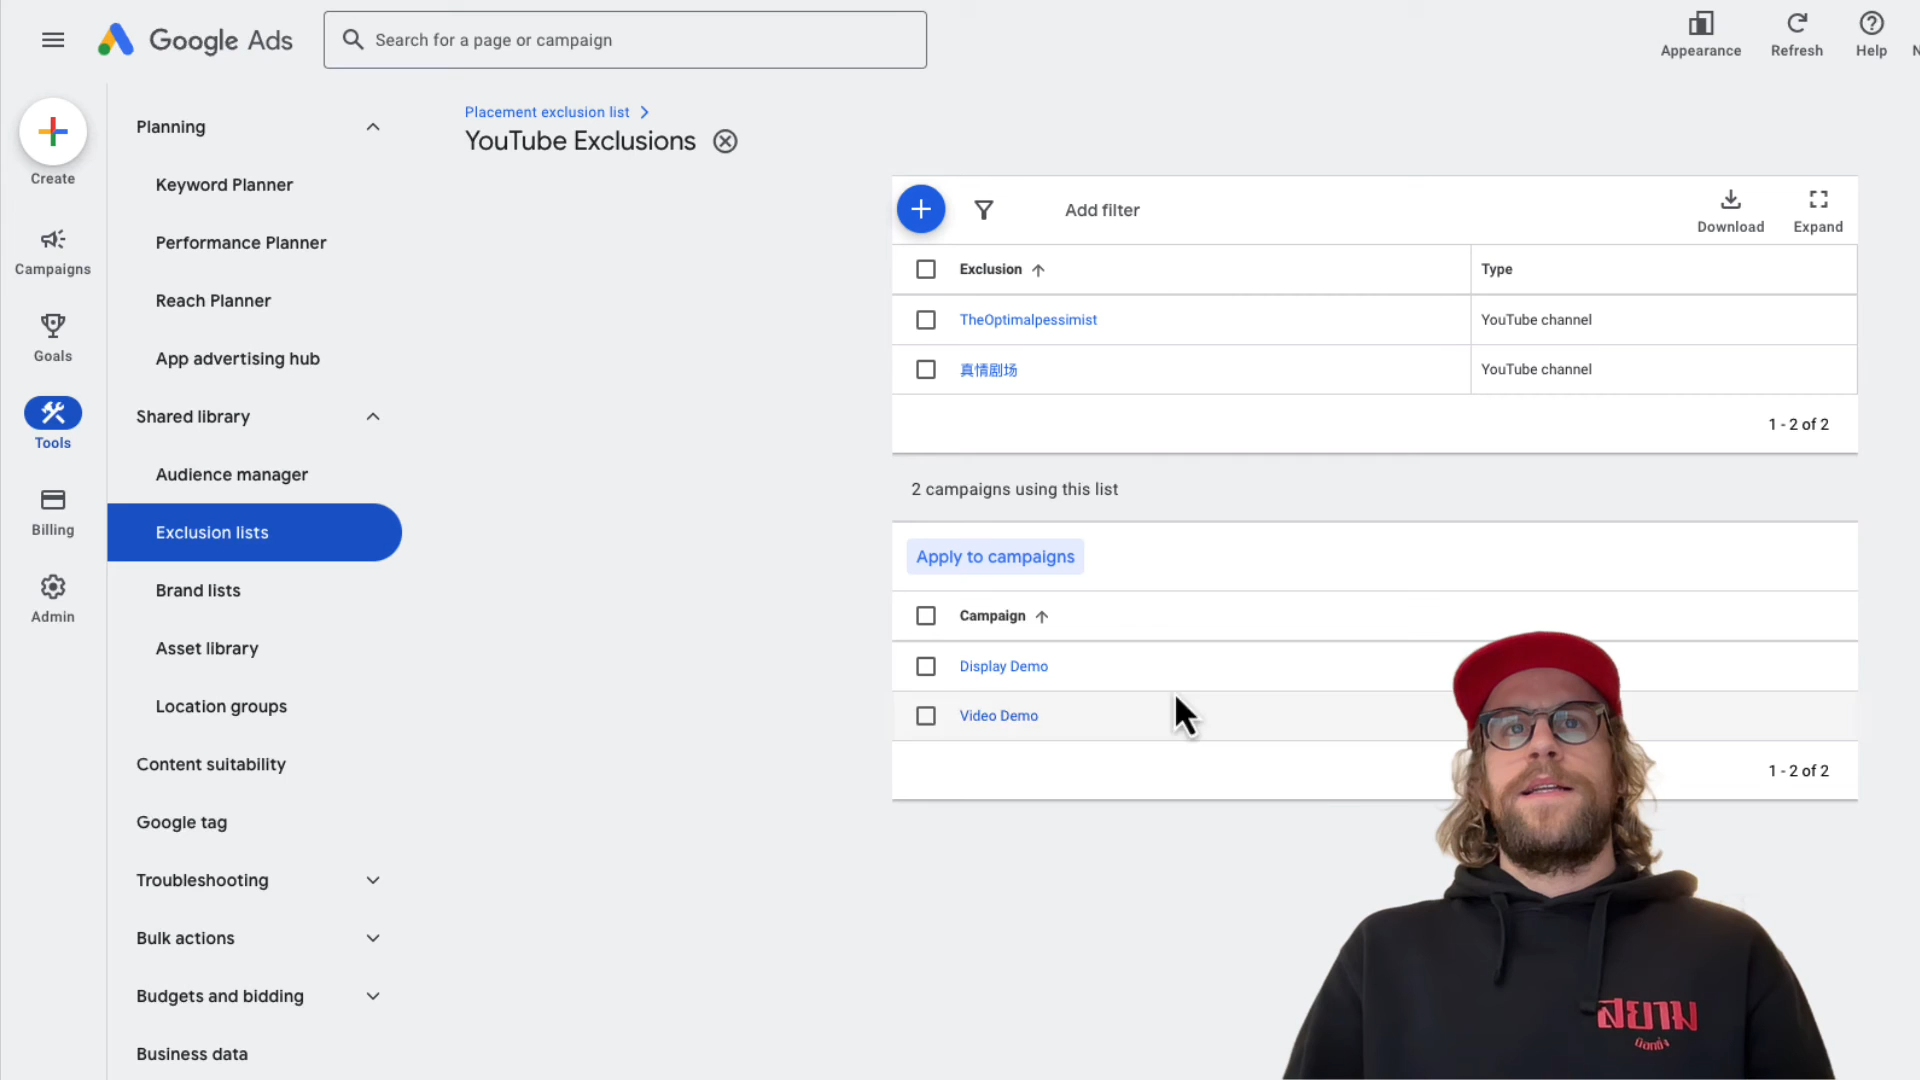 Google Ads
Search for a page or campaign
Appearance
Refresh
Help
N
Create
Campaigns
Goals
Tools
Billing
Admin
Planning
Keyword Planner
Performance Planner
Reach Planner
App advertising hub
Shared library
Audience manager
Exclusion lists
Brand lists
Asset library
Location groups
Content suitability
Google tag
Troubleshooting
Bulk actions
Budgets and bidding
Business data
Placement exclusion list
YouTube Exclusions
Add filter
Download
Expand
Exclusion
Type
TheOptimalpessimist
YouTube channel
真情剧场
YouTube channel
1 - 2 of 2
2 campaigns using this list
Apply to campaigns
Campaign
Display Demo
Video Demo
1 - 2 of 2
สยาม